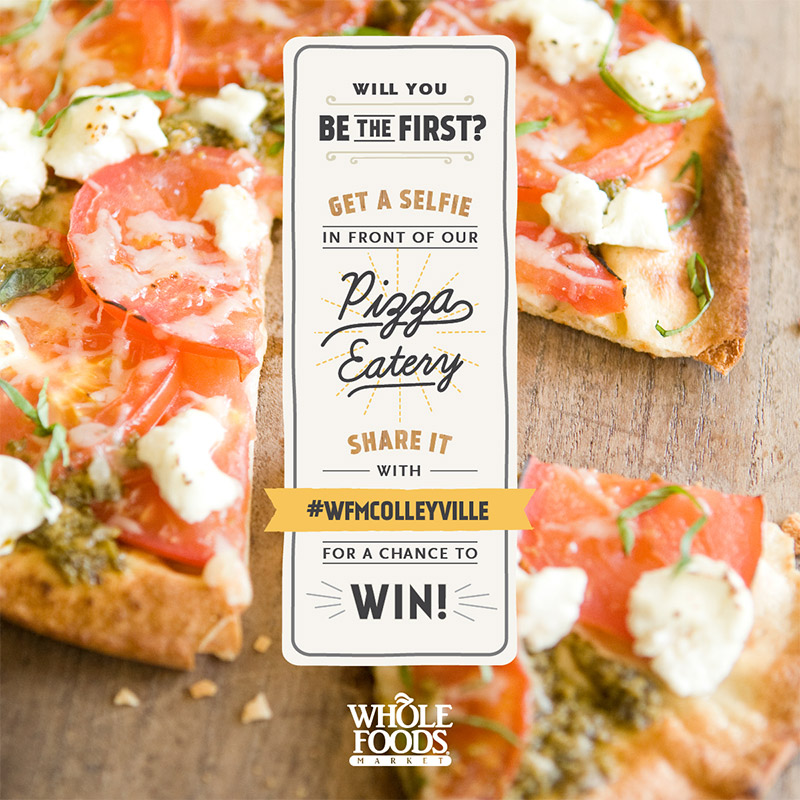 WILL YOU
BE THE FIRST?
GET A SELFIE
IN FRONT OF OUR
Pizza
Eatery
SHARE IT
WITH
#WFMCOLLEYVILLE
FOR A CHANCE TO
WIN!
WHOLE
FOODS®
MARKET